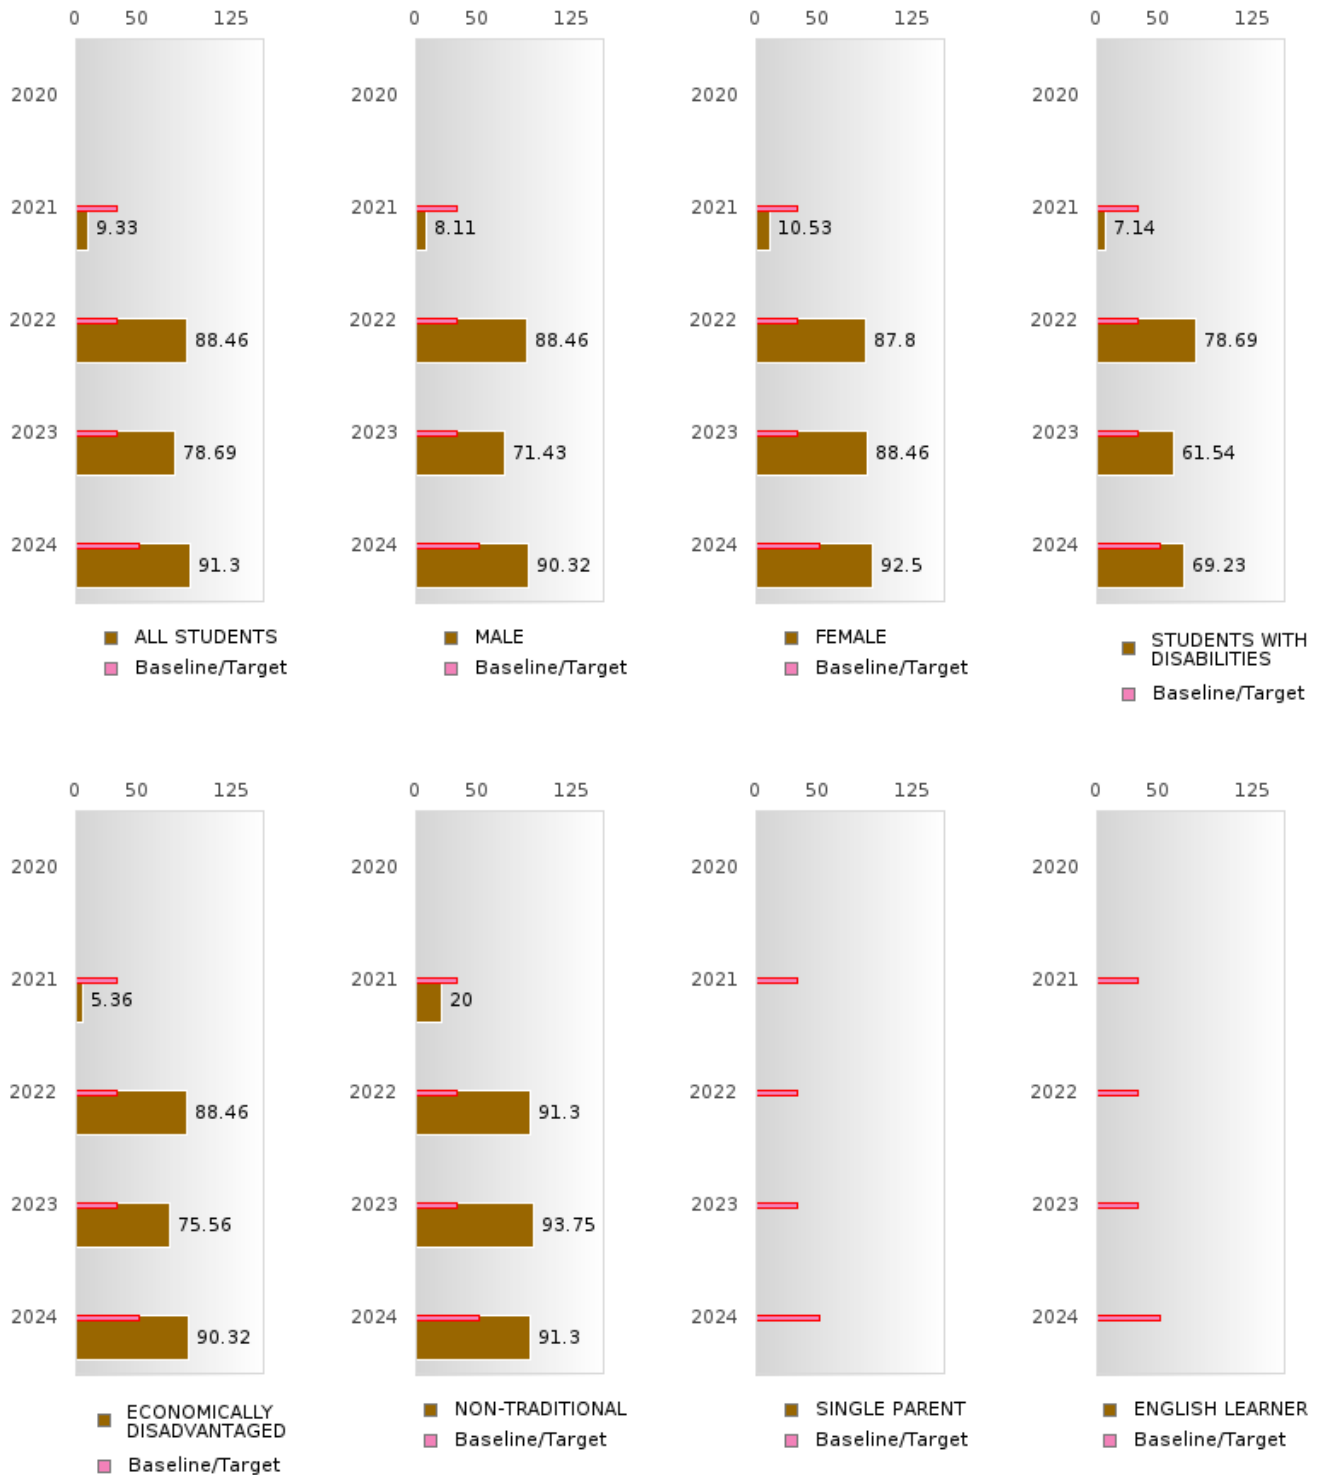 0 50 125 0 50 125 0 50 125 0 50 125
2020 2020 2020 2020
2021 2021 2021 2021
9.33 8.11 10.53 7.14
2022 2022 2022 2022
88.46 88.46 87.8 78.69
2023 2023 2023 2023
78.69 71.43 88.46 61.54
2024 2024 2024 2024
91.3 90.32 92.5 69.23
ALL STUDENTS MALE FEMALE STUDENTS WITH
DISABILITIES
Baseline/Target Baseline/Target Baseline/Target Baseline/Target
0 50 125 0 50 125 0 50 125 0 50 125
2020 2020 2020 2020
2021 2021 2021 2021
5.36 20
2022 2022 2022 2022
88.46 91.3
2023 2023 2023 2023
75.56 93.75
2024 2024 2024 2024
90.32 91.3
ECONOMICALLY NON-TRADITIONAL SINGLE PARENT ENGLISH LEARNER
DISADVANTAGED
Baseline/Target Baseline/Target Baseline/Target Baseline/Target